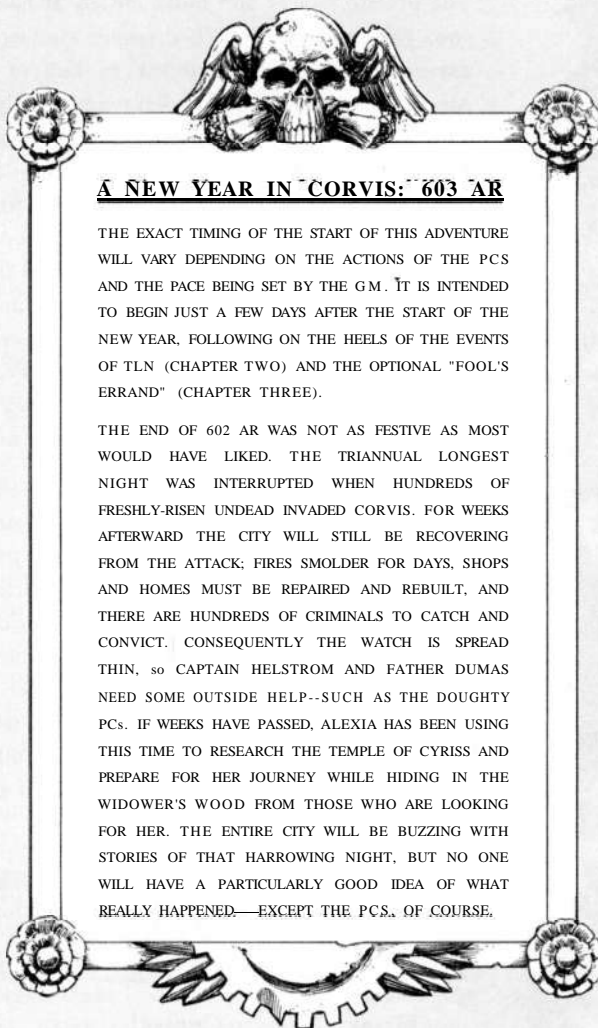 A NEW YEAR IN CORVIS: 603 AR
THE EXACT TIMING OF THE START OF THIS ADVENTURE
WILL VARY DEPENDING ON THE ACTIONS OF THE PCS
AND THE PACE BEING SET BY THE GM. IT IS INTENDED
TO BEGIN JUST A FEW DAYS AFTER THE START OF THE
NEW YEAR, FOLLOWING ON THE HEELS OF THE EVENTS
OF TLN (CHAPTER TWO) AND THE OPTIONAL "FOOL'S
ERRAND" (CHAPTER THREE).
THE END OF 602 AR WAS NOT AS FESTIVE AS MOST
WOULD HAVE LIKED. THE TRIANNUAL LONGEST
NIGHT WAS INTERRUPTED WHEN HUNDREDS OF
FRESHLY-RISEN UNDEAD INVADED CORVIS. FOR WEEKS
AFTERWARD THE CITY WILL STILL BE RECOVERING
FROM THE ATTACK; FIRES SMOLDER FOR DAYS, SHOPS
AND HOMES MUST BE REPAIRED AND REBUILT, AND
THERE ARE HUNDREDS OF CRIMINALS TO CATCH AND
CONVICT. CONSEQUENTLY THE WATCH IS SPREAD
THIN, so CAPTAIN HELSTROM AND FATHER DUMAS
NEED SOME OUTSIDE HELP--SUCH AS THE DOUGHTY
PCs. IF WEEKS HAVE PASSED, ALEXIA HAS BEEN USING
THIS TIME TO RESEARCH THE TEMPLE OF CYRISS AND
PREPARE FOR HER JOURNEY WHILE HIDING IN THE
WIDOWER'S WOOD FROM THOSE WHO ARE LOOKING
FOR HER. THE ENTIRE CITY WILL BE BUZZING WITH
STORIES OF THAT HARROWING NIGHT, BUT NO ONE
WILL HAVE A PARTICULARLY GOOD IDEA OF WHAT
REALLY HAPPENED—EXCEPT THE PCS, OF COURSE.